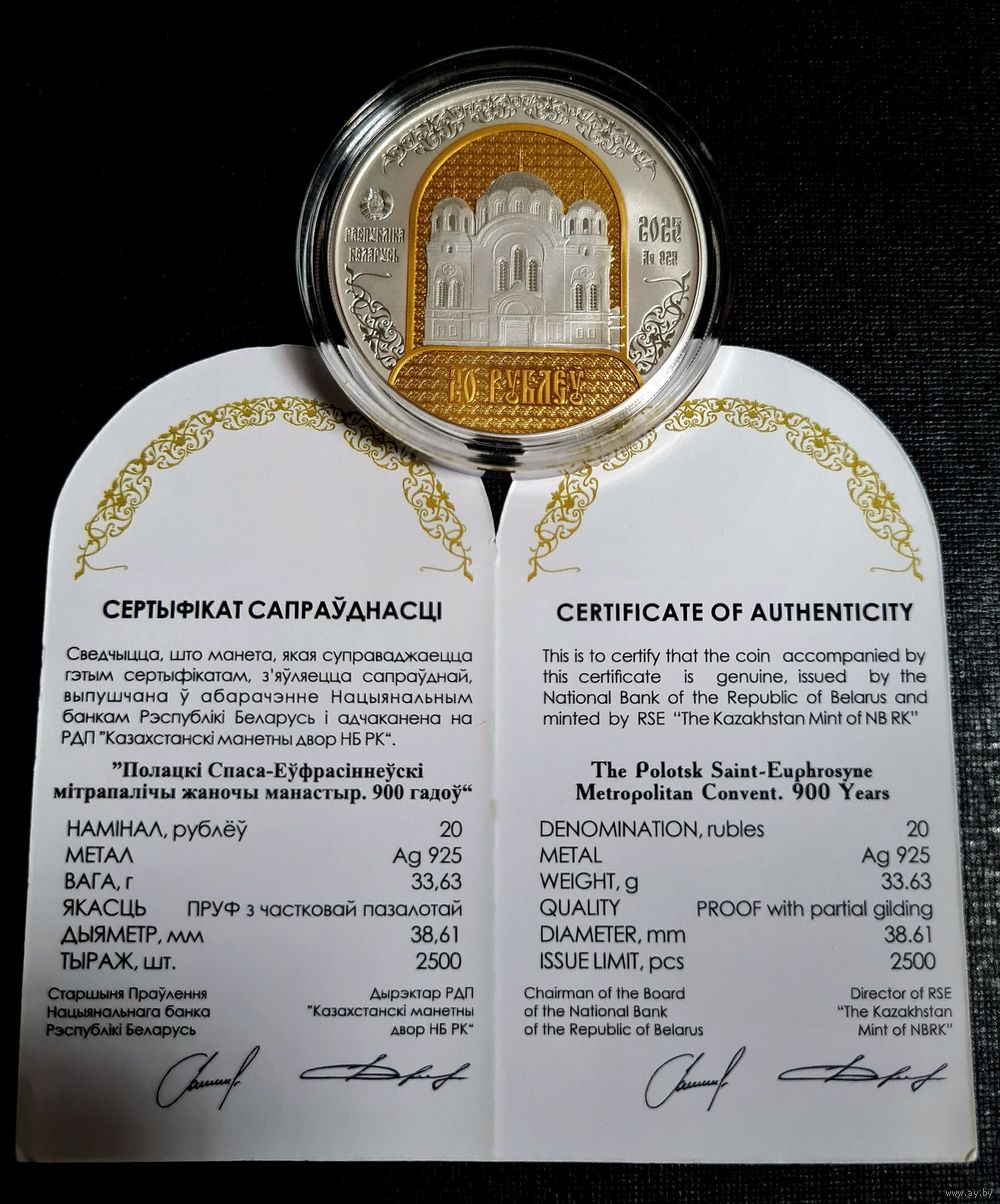 РЭСПУБЛІКА
БЕЛАРУСЬ
2025
Ag 925
20 РУБЛЁЎ
СЕРТЫФІКАТ САПРАЎДНАСЦІ
Сведчыцца, што манета, якая суправаджаецца
гэтым сертыфікатам, з'яўляецца сапраўднай,
выпушчана ў абарачэнне Нацыянальным
банкам Рэспублікі Беларусь і адчаканена на
РДП "Казахстанскі манетны двор НБ РК“.
"Полацкі Спаса-Еўфрасіннеўскі
мітрапалічы жаночы манастыр. 900 гадоў“
НАМІНАЛ, рублёў 20
МЕТАЛ Ag 925
ВАГА, г 33,63
ЯКАСЦЬ ПРУФ з частковай пазалотай
ДЫЯМЕТР, мм 38,61
ТЫРАЖ, шт. 2500
Старшыня Праўлення
Нацыянальнага банка
Рэспублікі Беларусь
Дырэктар РДП
"Казахстанскі манетны
двор НБ РК“
CERTIFICATE OF AUTHENTICITY
This is to certify that the coin accompanied by
this certificate is genuine, issued by the
National Bank of the Republic of Belarus and
minted by RSE “The Kazakhstan Mint of NB RK”
The Polotsk Saint-Euphrosyne
Metropolitan Convent. 900 Years
DENOMINATION, rubles 20
METAL Ag 925
WEIGHT, g 33.63
QUALITY PROOF with partial gilding
DIAMETER, mm 38.61
ISSUE LIMIT, pcs 2500
Chairman of the Board
of the National Bank
of the Republic of Belarus
Director of RSE
“The Kazakhstan
Mint of NBRK”
www.ay.by